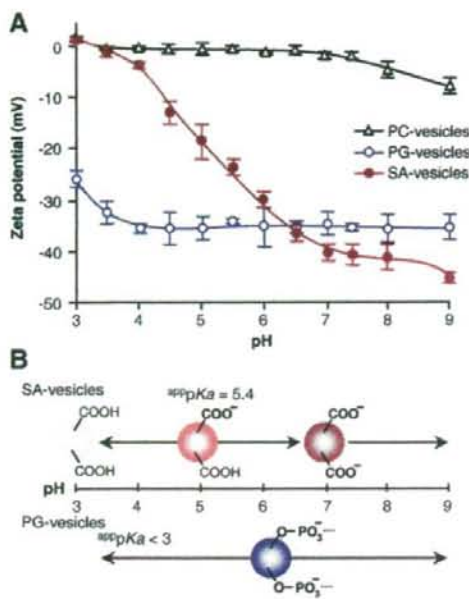 A
0
-10
-20
-30
-40
-50
Zeta potential (mV)
PC-vesicles
PG-vesicles
SA-vesicles
3 4 5 6 7 8 9
pH
B
SA-vesicles
COOH
COOH
apppKa = 5.4
COO-
COOH
COO-
COO-
pH
3 4 5 6 7 8 9
PG-vesicles
apppKa < 3
O-PO3-
O-PO3-